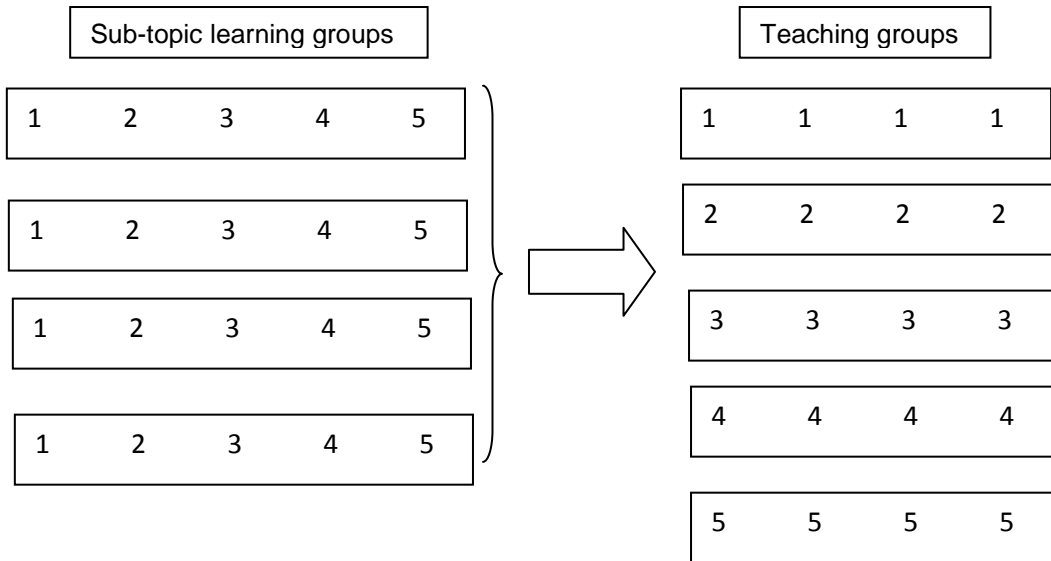 Sub-topic learning groups
Teaching groups
1 2 3 4 5
1 2 3 4 5
1 2 3 4 5
1 2 3 4 5
1 1 1 1
2 2 2 2
3 3 3 3
4 4 4 4
5 5 5 5